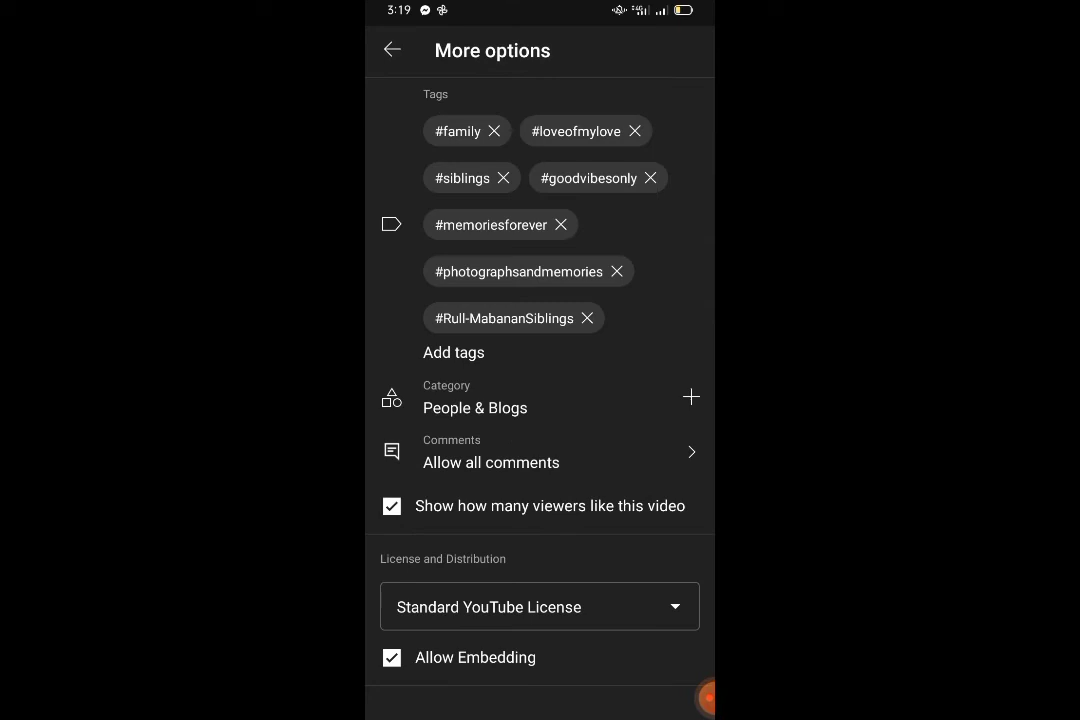 3:19
More options
Tags
#family #loveofmylove
#siblings #goodvibesonly
#memoriesforever
#photographsandmemories
#Rull-MabananSiblings
Add tags
Category
People & Blogs
Comments
Allow all comments
Show how many viewers like this video
License and Distribution
Standard YouTube License
Allow Embedding